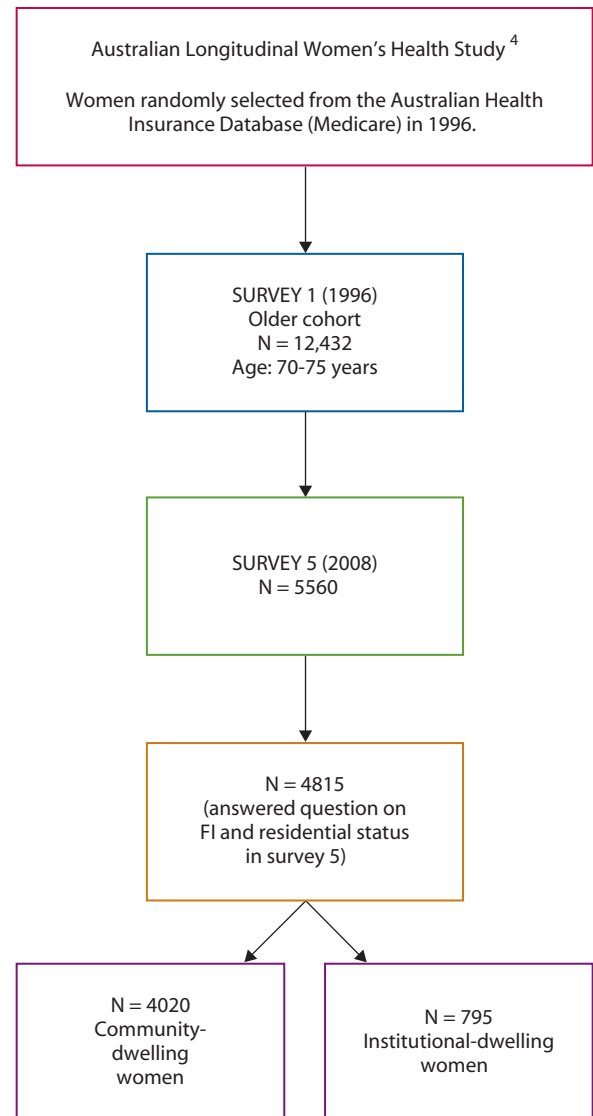 Australian Longitudinal Women's Health Study 4
Women randomly selected from the Australian Health
Insurance Database (Medicare) in 1996.
SURVEY 1 (1996)
Older cohort
N = 12,432
Age: 70-75 years
SURVEY 5 (2008)
N = 5560
N = 4815
(answered question on
FI and residential status
in survey 5)
N = 4020
Community-
dwelling
women
N = 795
Institutional-dwelling
women